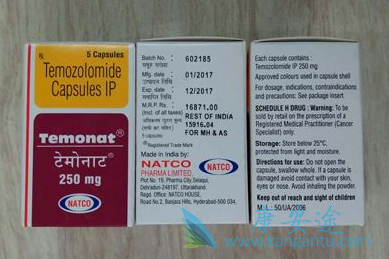 Rx
5 Capsules
Temozolomide
Capsules IP
Temonat®
टेमोनाट®
250 mg
NATCO
Batch No.
समूह संख्या
602185
Mfg. date
01/2017
Exp. date
12/2017
M.R.P. Rs.
(Incl. of all taxes)
16871.00
REST OF INDIA
15916.04
FOR MH & AS
5 capsules
® Registered Trade Mark
Made in India by:
NATCO
PHARMA LIMITED,
Plot No. 19, Pharma City, Selaqui,
Dehradun-248197, Uttarakhand.
Regd. Office: NATCO HOUSE,
Road No.2, Banjara Hills, Hyderabad-500 034.
NATCO
Each capsule contains :
Temozolomide IP 250 mg
Approved colours used in capsule shell
For dosage, indications, contraindications
and precautions: See package insert
SCHEDULE H DRUG : Warning: To be
sold by retail on the prescription of a
Registered Medical Practitioner (Cancer
Specialist) only.
Storage: Store below 25°C,
protected from light and moisture.
Directions for use: Do not open the
capsule, swallow whole. If a capsule is
damaged avoid contact with your skin,
eyes or nose. Avoid inhaling the powder.
Keep out of reach and sight of children
M.L.: 50/UA/2006
康安途
www.kangantu.com